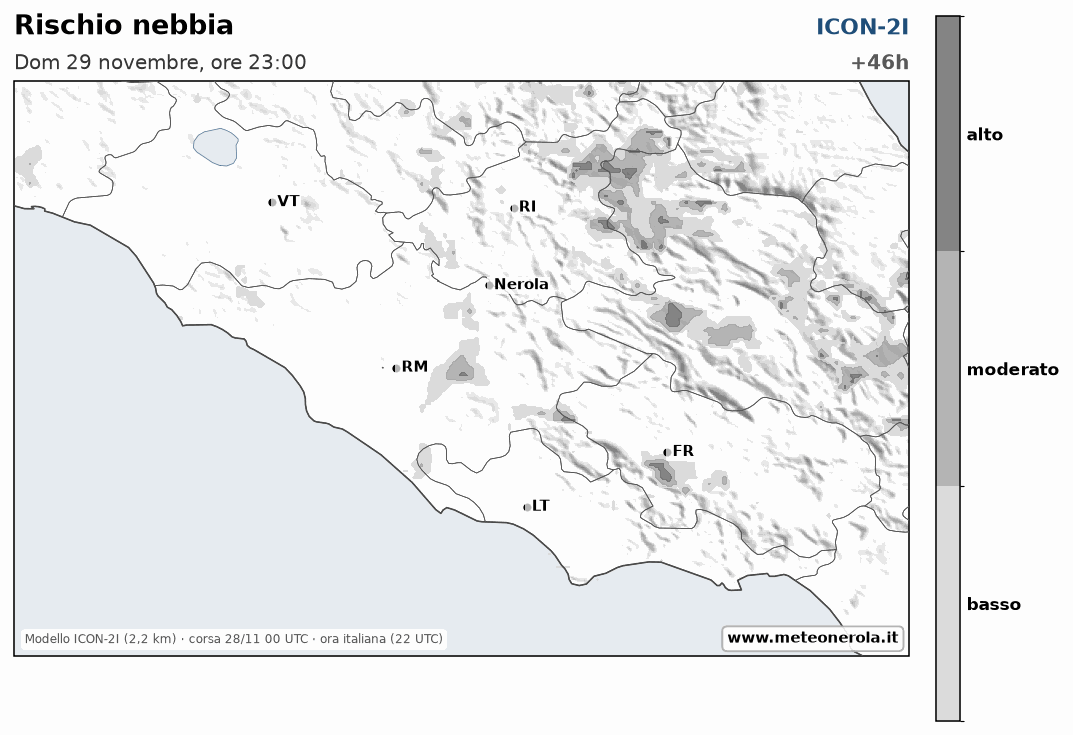 Rischio nebbia
ICON-2I
Dom 29 novembre, ore 23:00
+46h
alto
VT
RI
Nerola
RM
moderato
FR
LT
basso
Modello ICON-2I (2,2 km) · corsa 28/11 00 UTC · ora italiana (22 UTC)
www.meteonerola.it